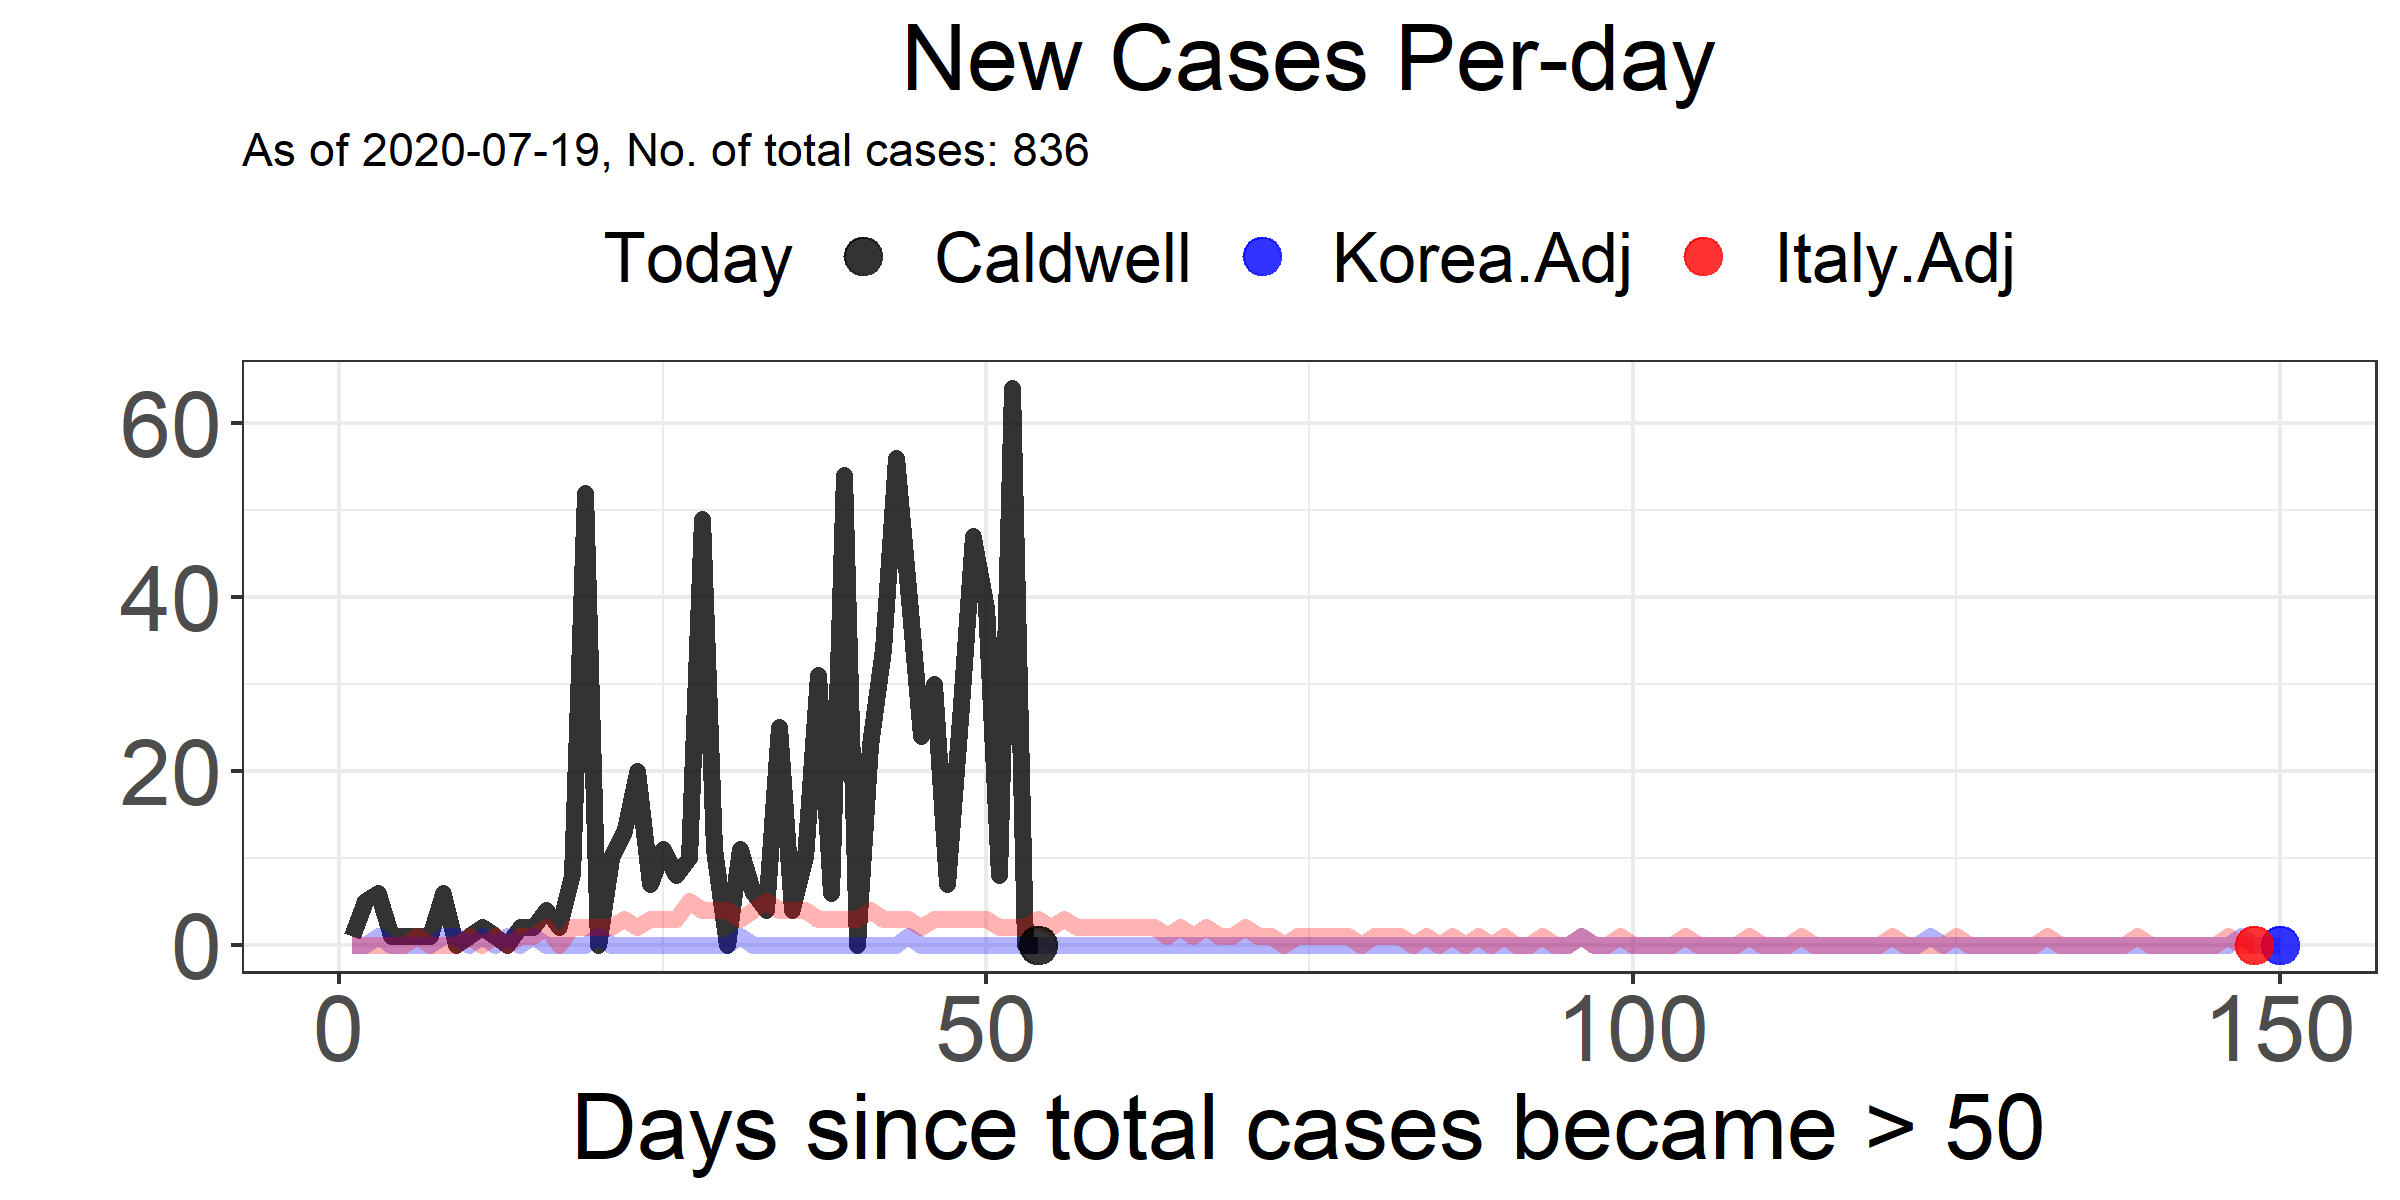 New Cases Per-day
As of 2020-07-19, No. of total cases: 836
Today Caldwell Korea.Adj Italy.Adj
60
40
20
0
0 50 100 150
Days since total cases became > 50